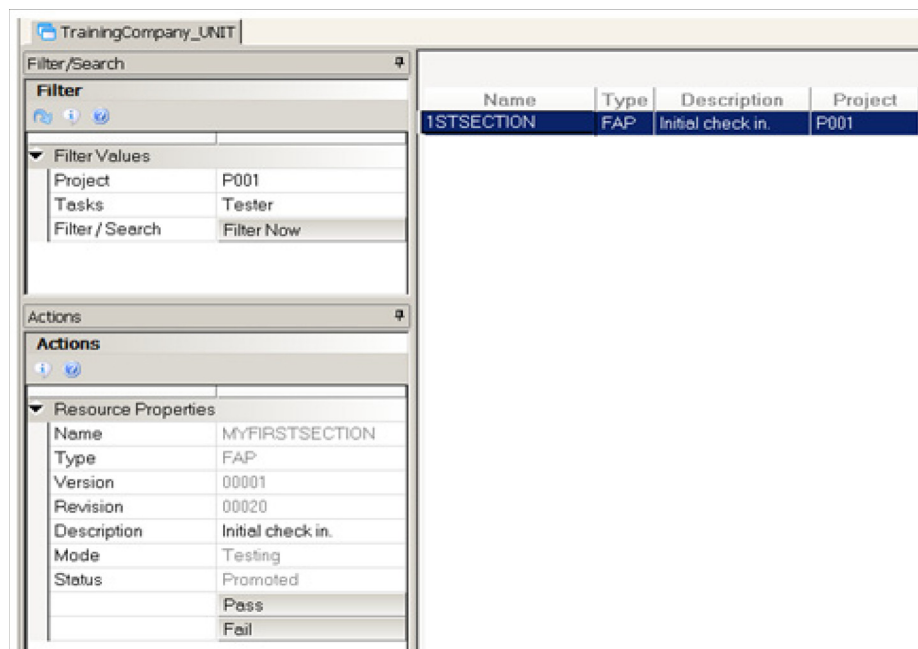 TrainingCompany_UNIT
Filter/Search
Filter
Filter Values
Project P001
Tasks Tester
Filter / Search Filter Now
Actions
Actions
Resource Properties
Name MYFIRSTSECTION
Type FAP
Version 00001
Revision 00020
Description Initial check in.
Mode Testing
Status Promoted
Pass
Fail
Name Type Description Project
1STSECTION FAP Initial check in. P001